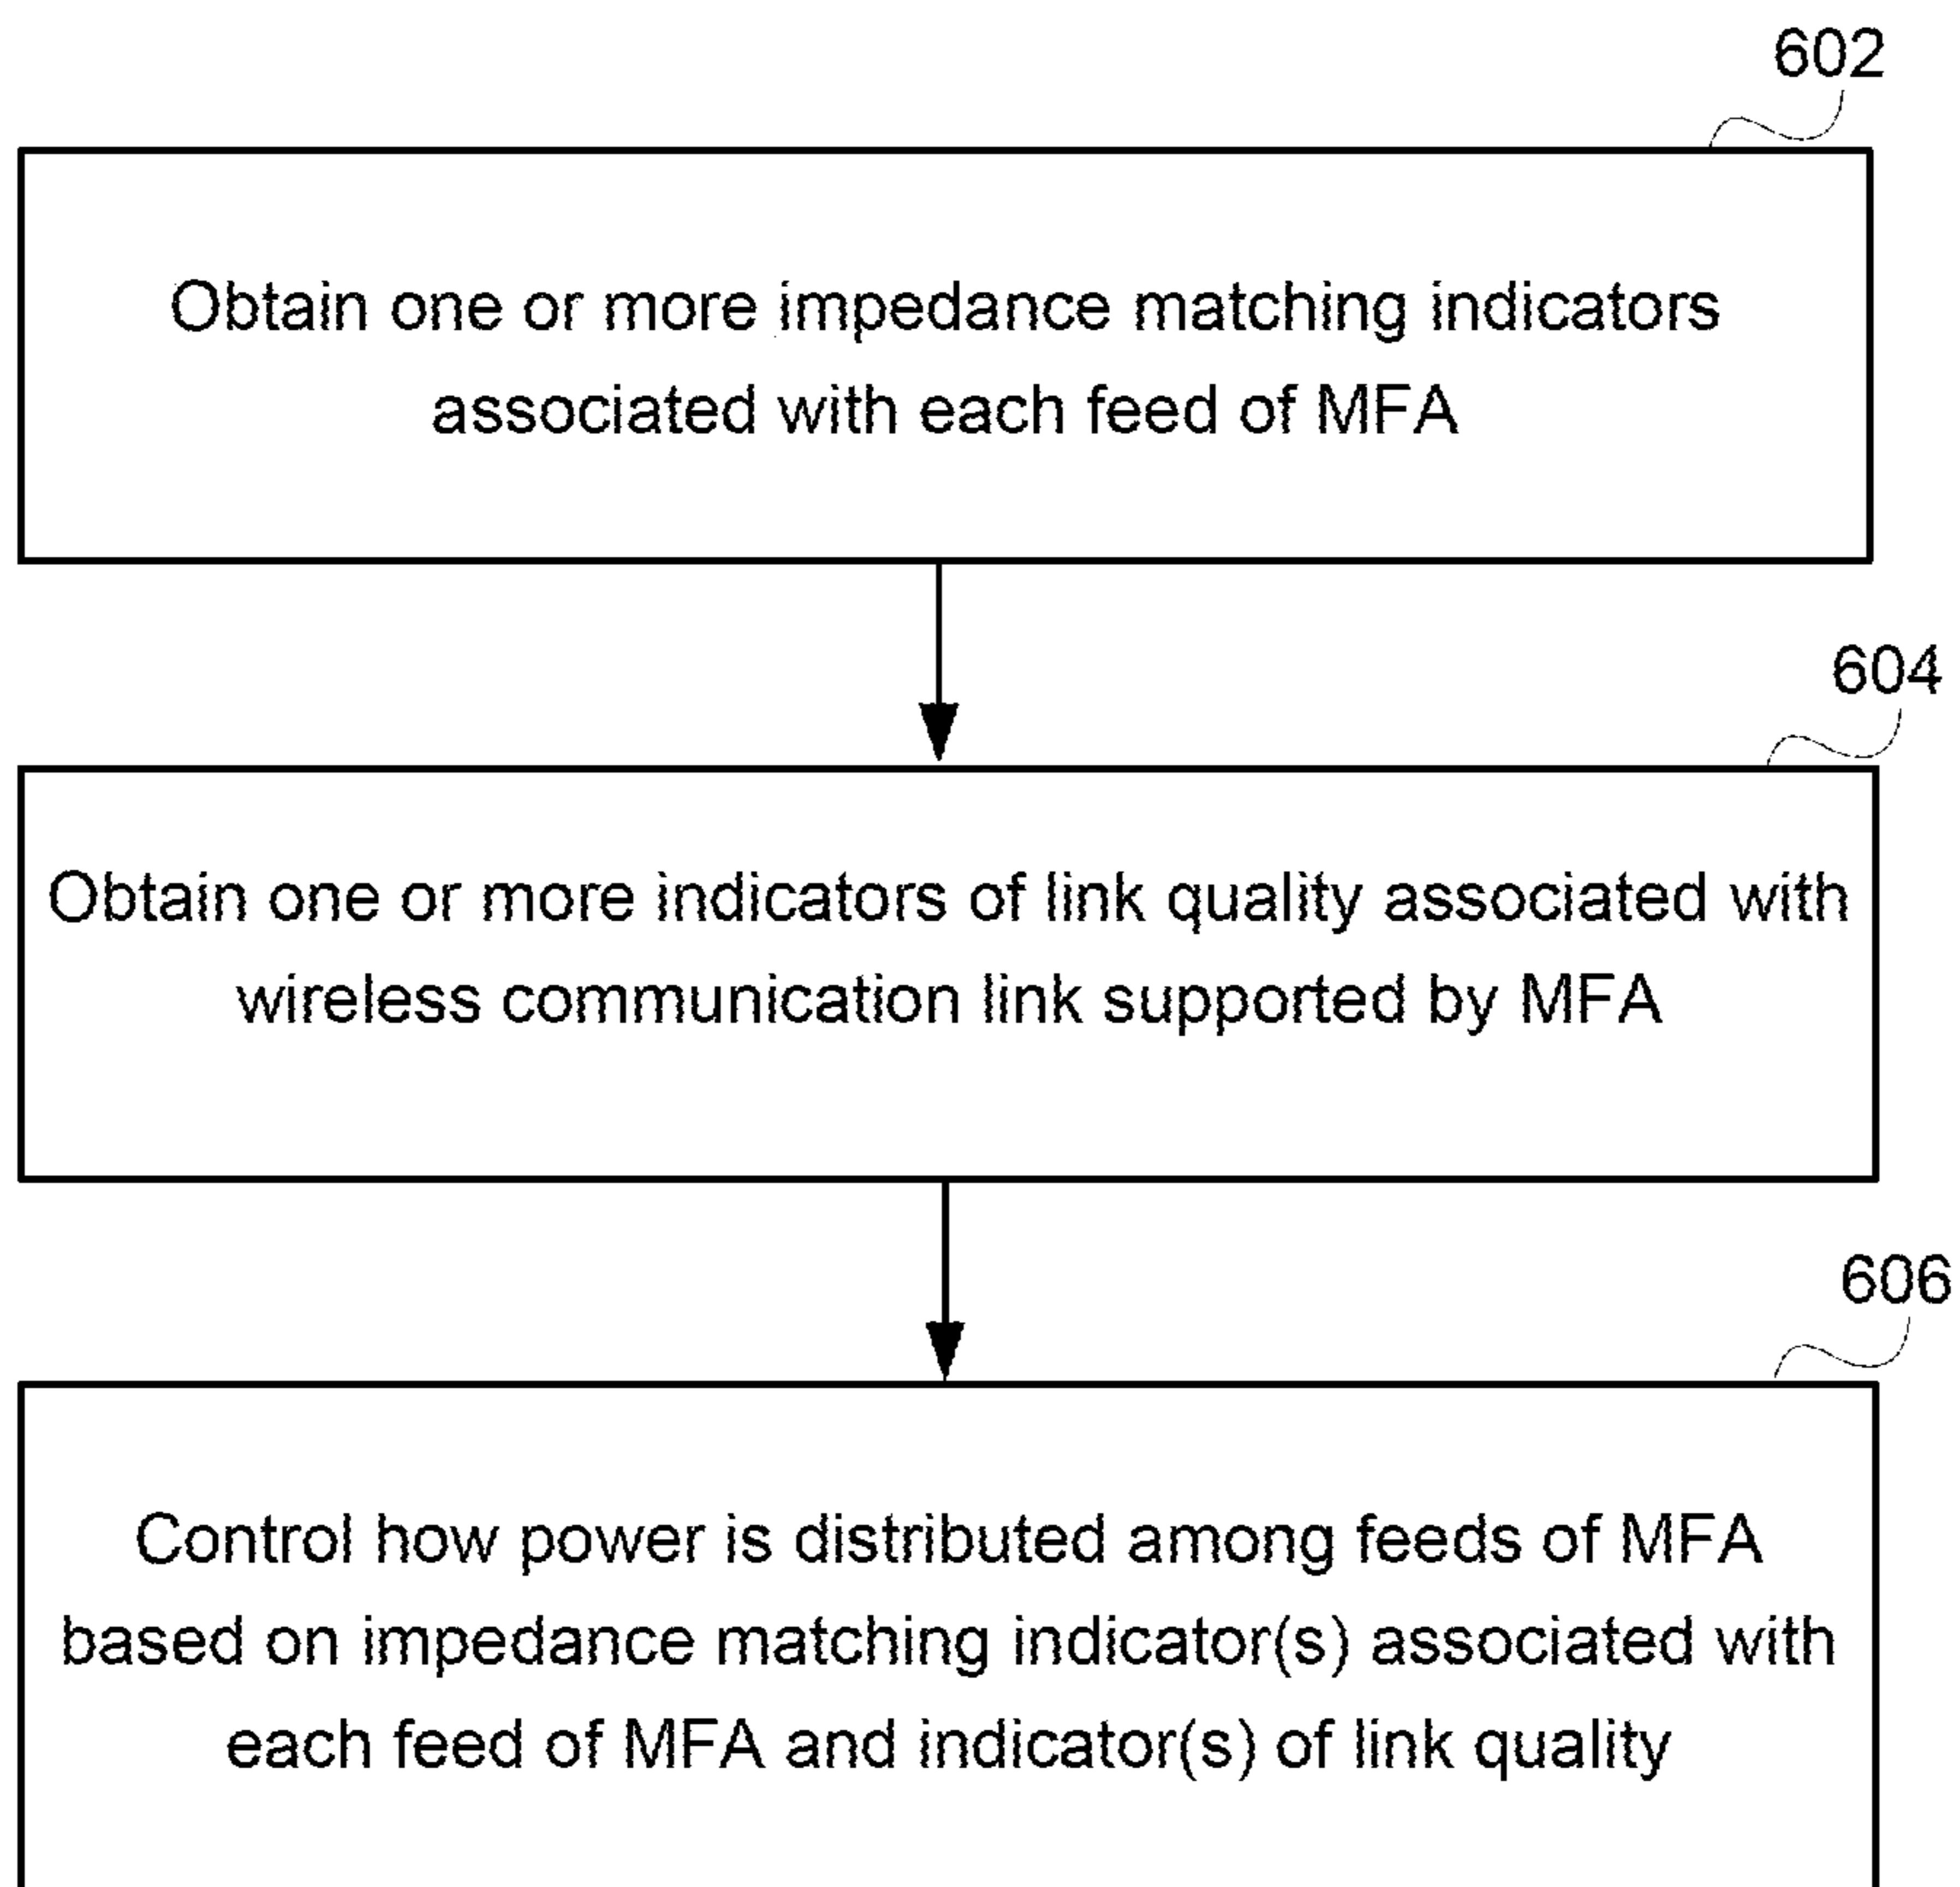 602
Obtain one or more impedance matching indicators
associated with each feed of MFA
604
Obtain one or more indicators of link quality associated with
wireless communication link supported by MFA
606
Control how power is distributed among feeds of MFA
based on impedance matching indicator(s) associated with
each feed of MFA and indicator(s) of link quality